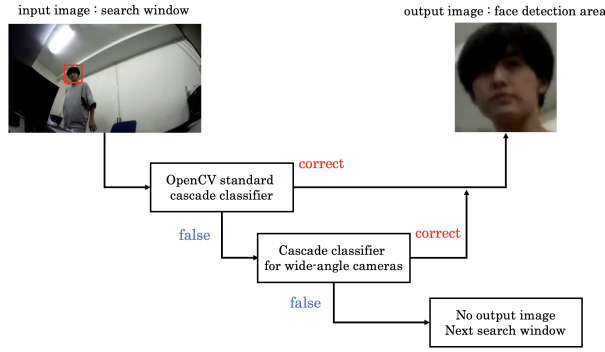 input image : search window
output image : face detection area
correct
OpenCV standard
cascade classifier
false
correct
Cascade classifier
for wide-angle cameras
false
No output image
Next search window